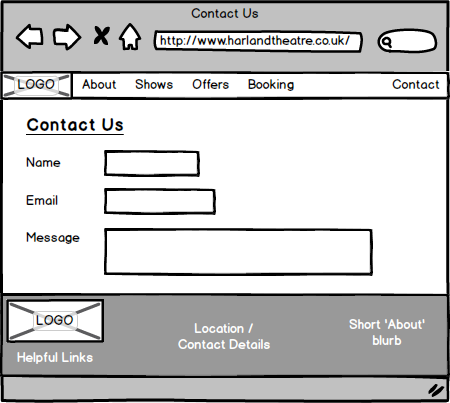 Contact Us
http://www.harlandtheatre.co.uk/
LOGO About Shows Offers Booking Contact
Contact Us
Name
Email
Message
LOGO
Helpful Links
Location /
Contact Details
Short 'About'
blurb